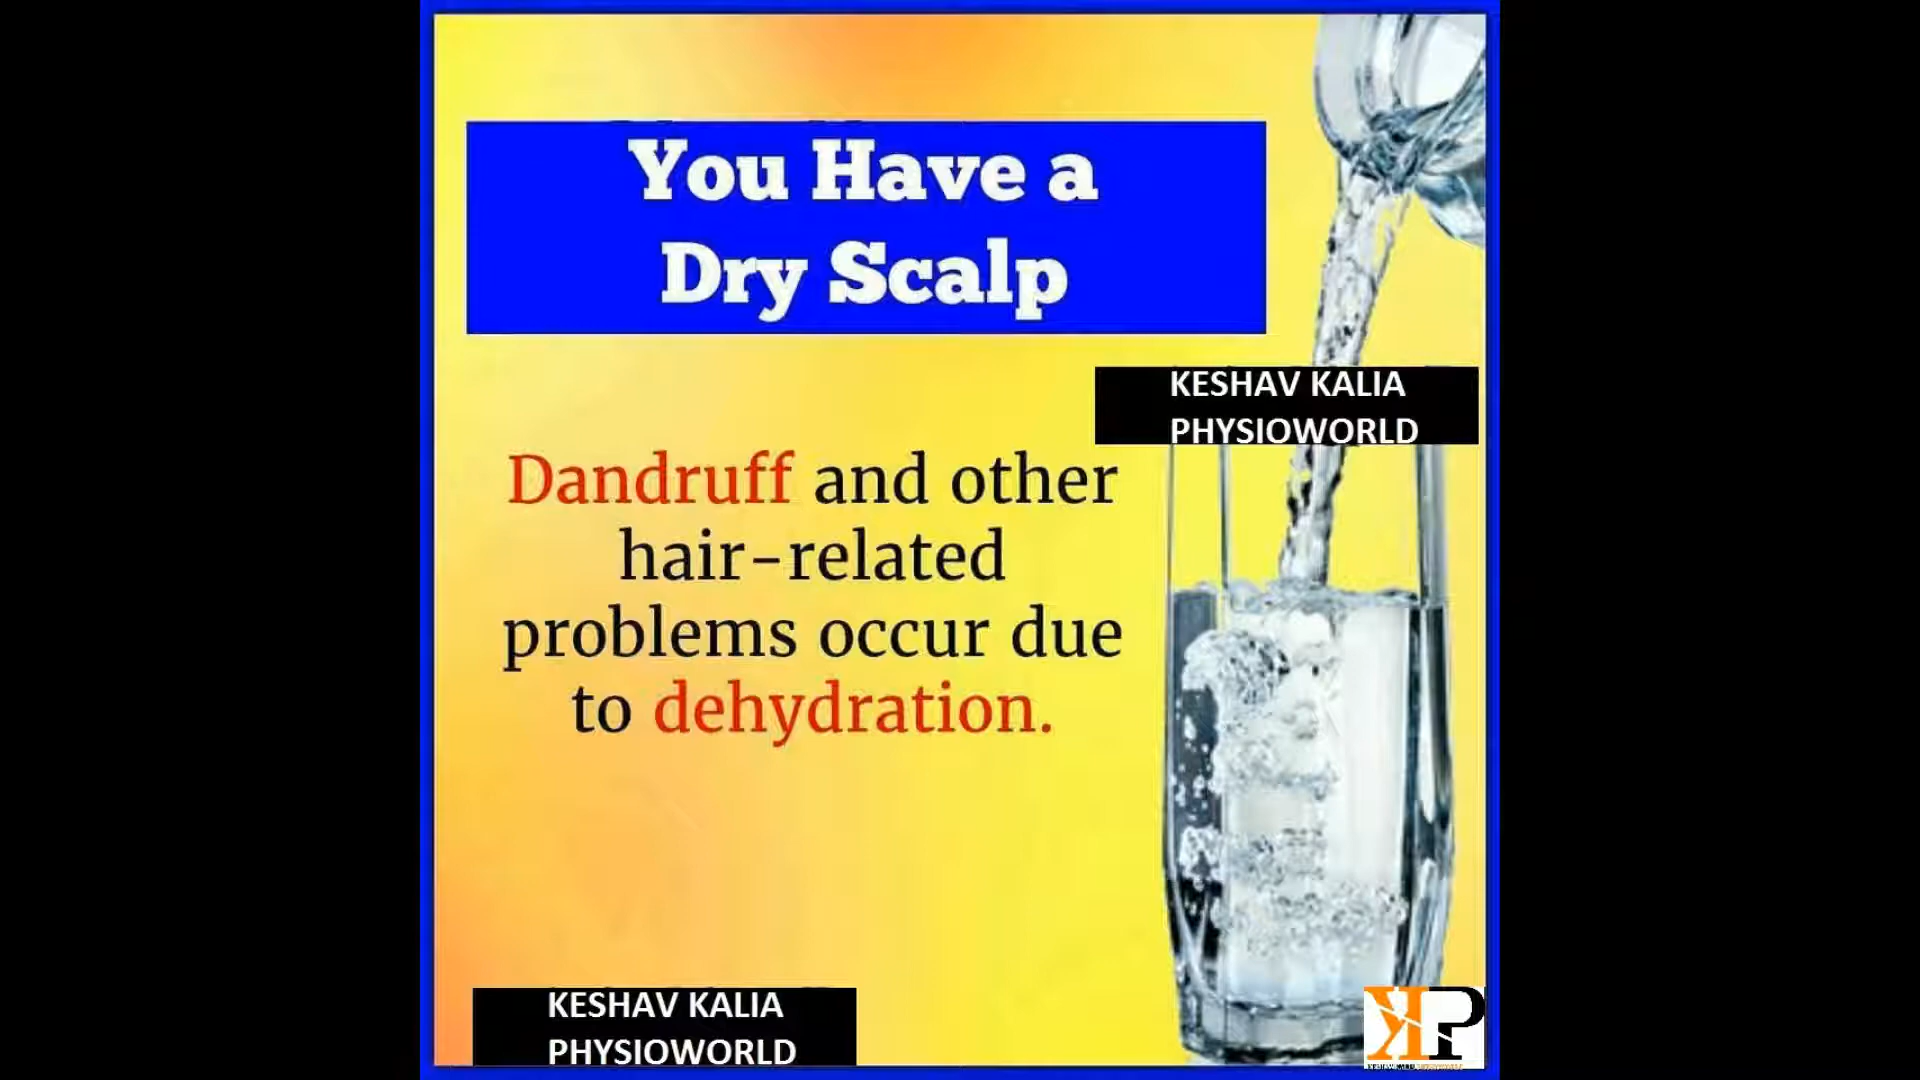 You Have a
Dry Scalp
KESHAV KALIA
PHYSIOWORLD
Dandruff and other
hair-related
problems occur due
to dehydration.
KESHAV KALIA
PHYSIOWORLD
KP